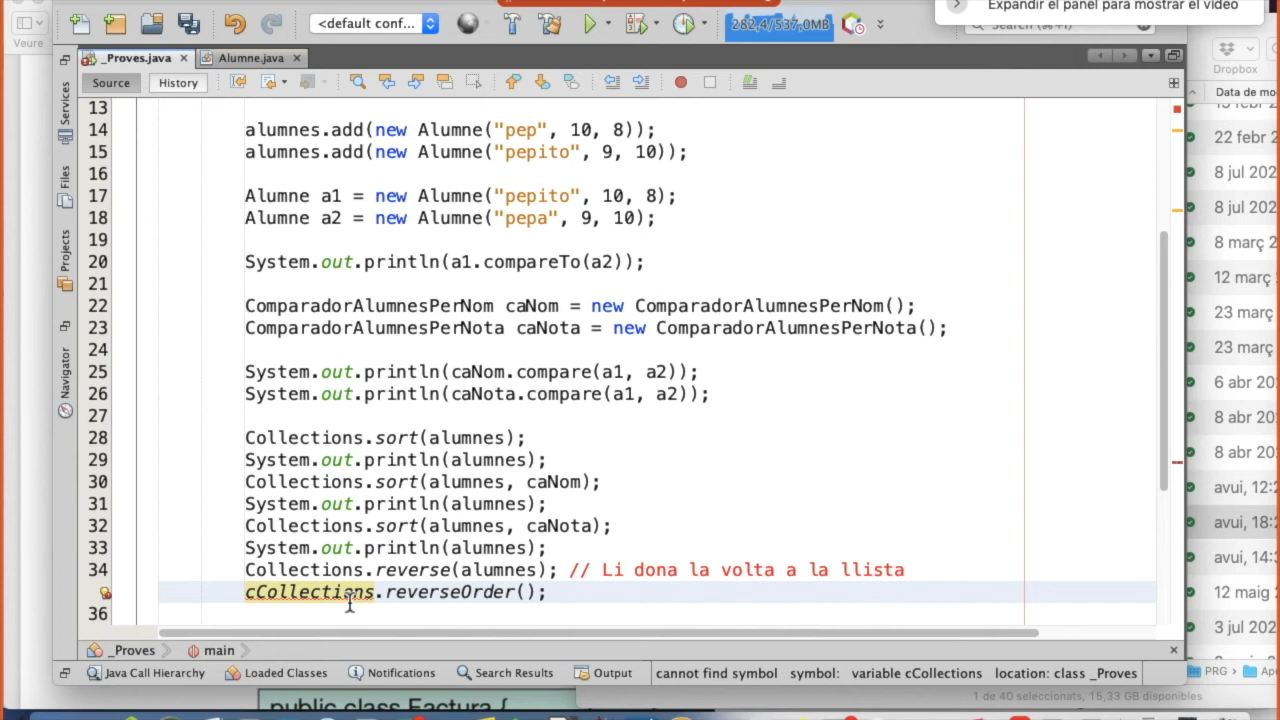 Expandir el panel para mostrar el vídeo
<default conf...
282,4/537,0MB
Search (⌘+I)
Veure
Dropbox
_Proves.java
Alumne.java
Source
History
Data de mo
Services
Files
Projects
Navigator
13
14 alumnes.add(new Alumne("pep", 10, 8));
15 alumnes.add(new Alumne("pepito", 9, 10));
16
17 Alumne a1 = new Alumne("pepito", 10, 8);
18 Alumne a2 = new Alumne("pepa", 9, 10);
19
20 System.out.println(a1.compareTo(a2));
21
22 ComparadorAlumnesPerNom caNom = new ComparadorAlumnesPerNom();
23 ComparadorAlumnesPerNota caNota = new ComparadorAlumnesPerNota();
24
25 System.out.println(caNom.compare(a1, a2));
26 System.out.println(caNota.compare(a1, a2));
27
28 Collections.sort(alumnes);
29 System.out.println(alumnes);
30 Collections.sort(alumnes, caNom);
31 System.out.println(alumnes);
32 Collections.sort(alumnes, caNota);
33 System.out.println(alumnes);
34 Collections.reverse(alumnes); // Li dona la volta a la llista
cCollections.reverseOrder();
36
22 febr
8 jul 202
8 jul 202
8 març
12 març
23 març
23 març
6 abr 20
8 abr 20
8 abr 20
avui, 12:
avui, 18:
avui, 14:
12 maig
3 jul 20
_Proves
main
Java Call Hierarchy
Loaded Classes
Notifications
Search Results
Output
cannot find symbol symbol: variable cCollections location: class _Proves
PRG
1 de 40 seleccionats, 15,33 GB disponibles
public class Factura {